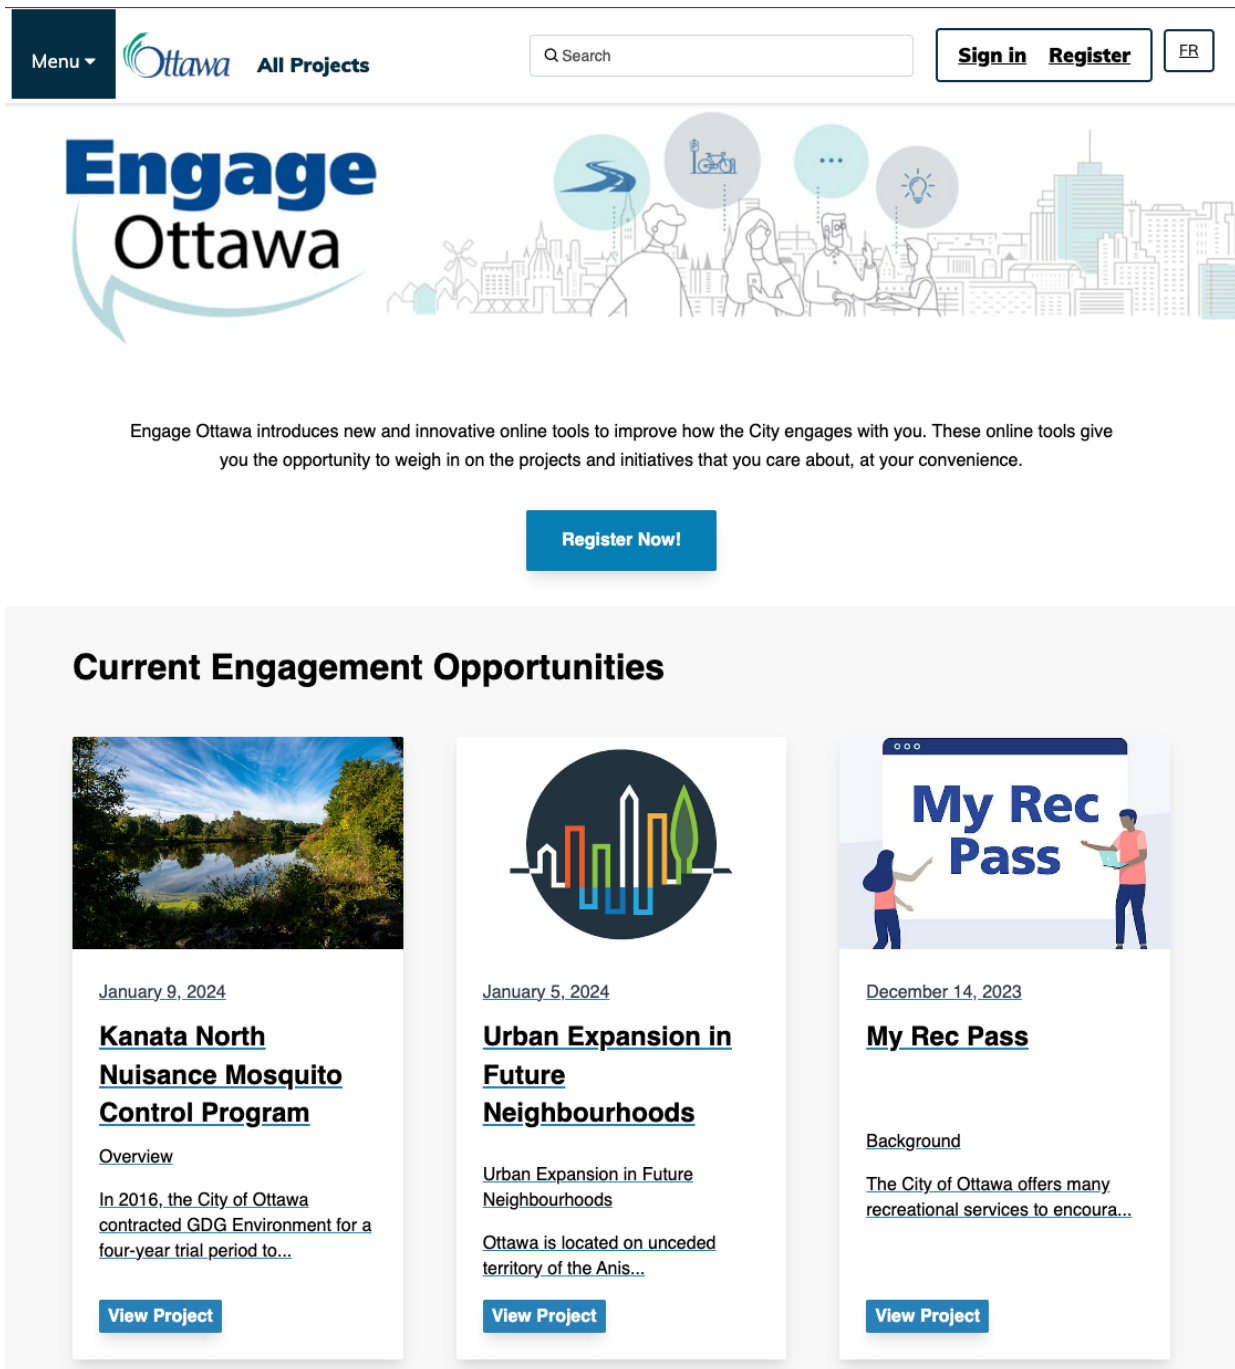 Menu
Ottawa
All Projects
Search
Sign in Register
FR
Engage
Ottawa
Engage Ottawa introduces new and innovative online tools to improve how the City engages with you. These online tools give
you the opportunity to weigh in on the projects and initiatives that you care about, at your convenience.
Register Now!
Current Engagement Opportunities
January 9, 2024
Kanata North
Nuisance Mosquito
Control Program
Overview
In 2016, the City of Ottawa
contracted GDG Environment for a
four-year trial period to...
View Project
January 5, 2024
Urban Expansion in
Future
Neighbourhoods
Urban Expansion in Future
Neighbourhoods
Ottawa is located on unceded
territory of the Anis...
View Project
My Rec
Pass
December 14, 2023
My Rec Pass
Background
The City of Ottawa offers many
recreational services to encoura...
View Project